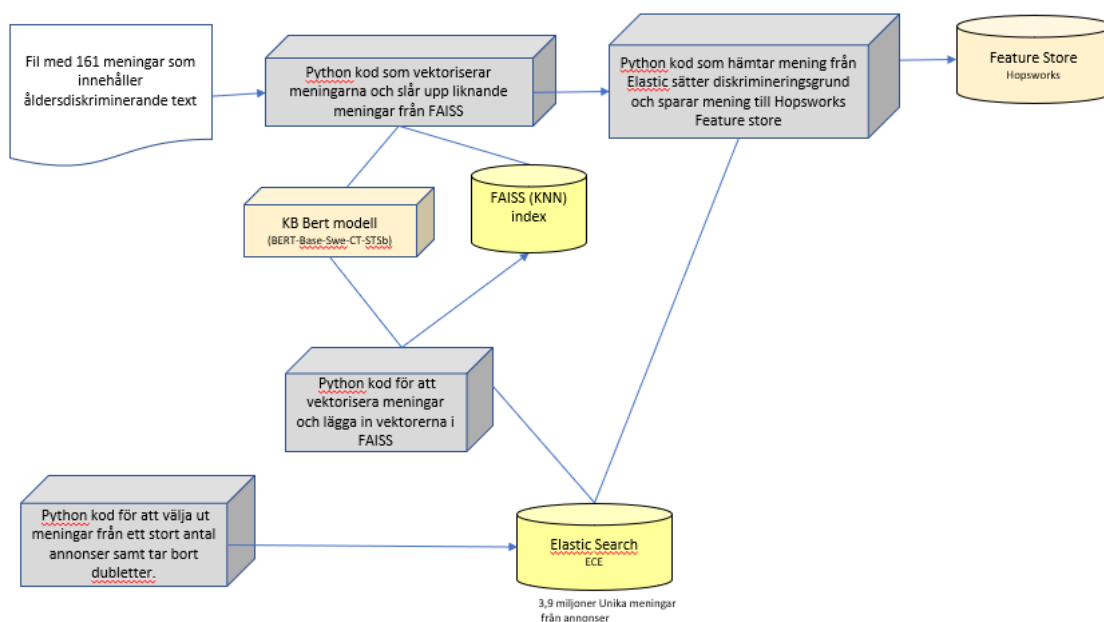 Fil med 161 meningar som
innehåller
åldersdiskriminerande text
Python kod som vektoriserar
meningarna och slår upp liknande
meningar från FAISS
Python kod som hämtar mening från
Elastic sätter diskrimineringsgrund
och sparar mening till Hopsworks
Feature store
Feature Store
Hopsworks
KB Bert modell
(BERT-Base-Swe-CT-STSb)
FAISS (KNN)
index
Python kod för att
vektorisera meningar
och lägga in vektorerna i
FAISS
Python kod för att välja ut
meningar från ett stort antal
annonser samt tar bort
dubletter.
Elastic Search
ECE
3,9 miljoner Unika meningar
från annonser